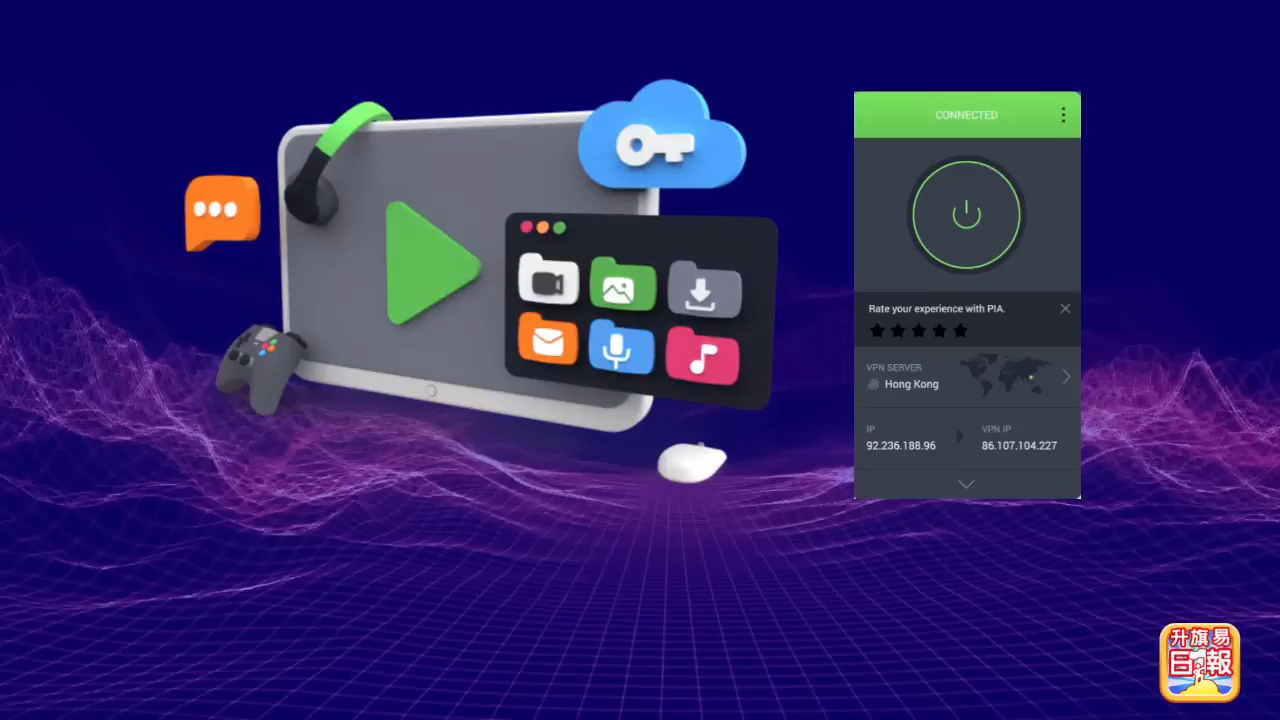 CONNECTED
Rate your experience with PIA.
VPN SERVER
Hong Kong
IP
92.236.188.96
VPN IP
86.107.104.227
升旗易
日報